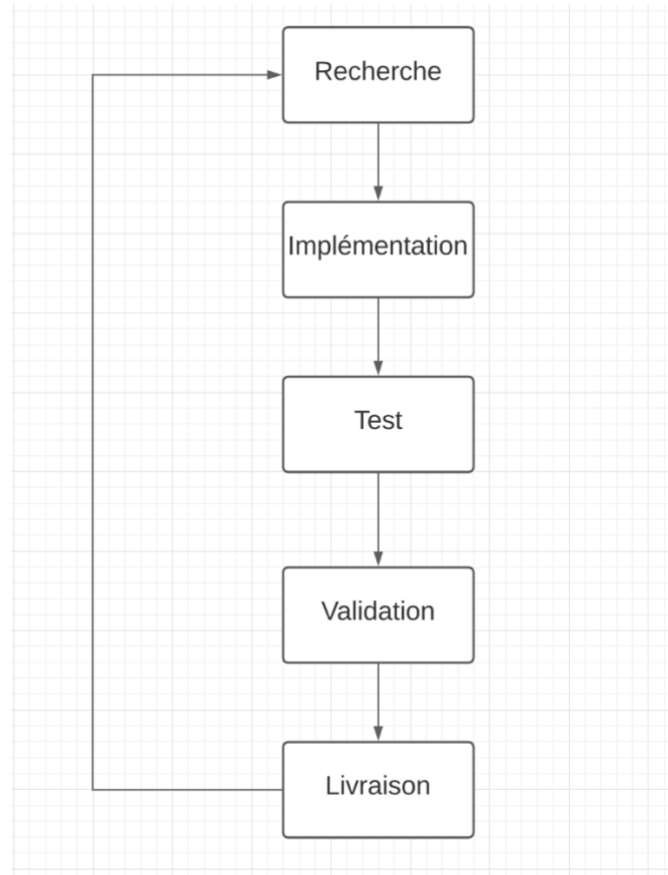 Recherche
Implémentation
Test
Validation
Livraison